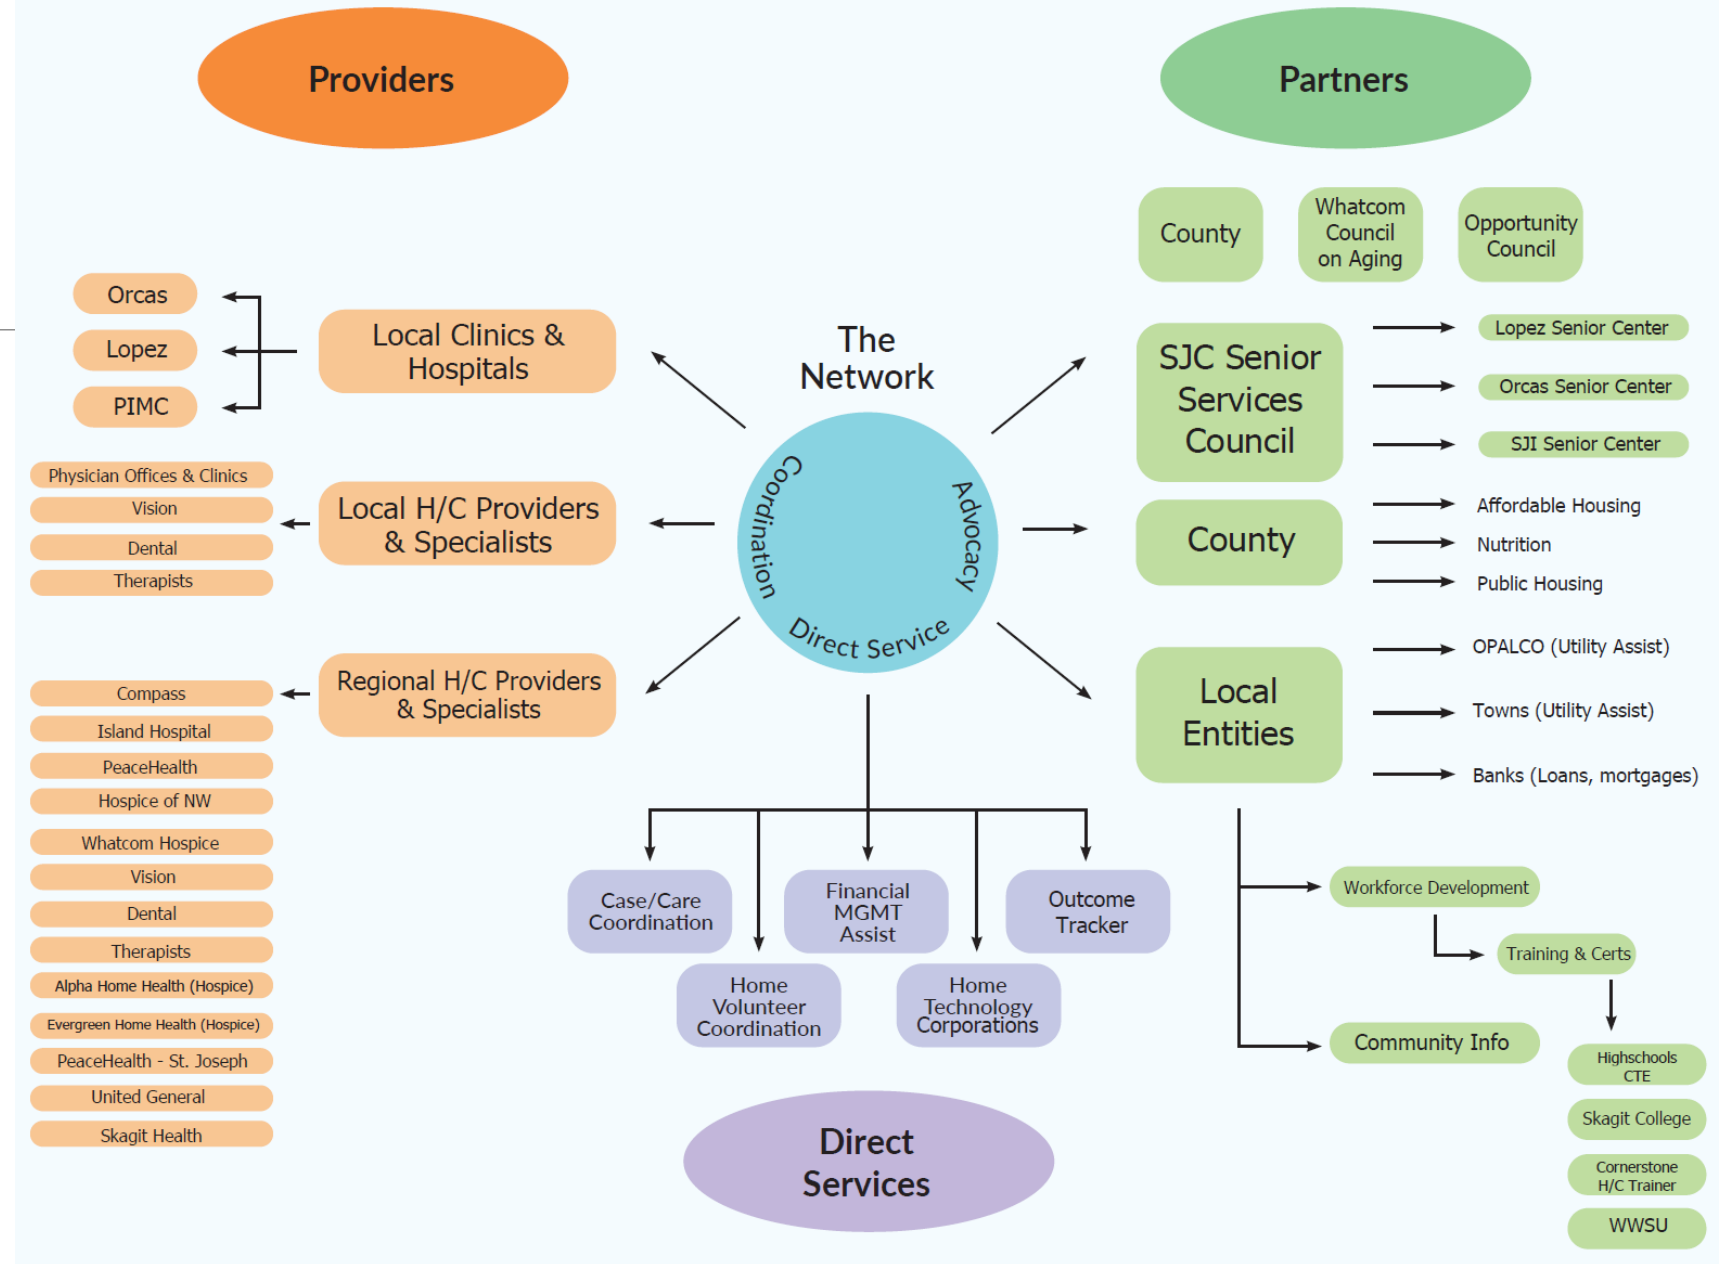 Providers
Partners
County
Whatcom
Council
on Aging
Opportunity
Council
Orcas
Lopez
PIMC
Local Clinics &
Hospitals
The
Network
SJC Senior
Services
Council
Lopez Senior Center
Orcas Senior Center
SJI Senior Center
Physician Offices & Clinics
Vision
Dental
Therapists
Local H/C Providers
& Specialists
Coordination
Advocacy
Direct Service
County
Affordable Housing
Nutrition
Public Housing
Regional H/C Providers
& Specialists
Local
Entities
OPALCO (Utility Assist)
Towns (Utility Assist)
Banks (Loans, mortgages)
Compass
Island Hospital
PeaceHealth
Hospice of NW
Whatcom Hospice
Vision
Dental
Therapists
Alpha Home Health (Hospice)
Evergreen Home Health (Hospice)
PeaceHealth - St. Joseph
United General
Skagit Health
Case/Care
Coordination
Financial
MGMT
Assist
Outcome
Tracker
Home
Volunteer
Coordination
Home
Technology
Corporations
Workforce Development
Training & Certs
Community Info
Highschools
CTE
Skagit College
Cornerstone
H/C Trainer
WWSU
Direct
Services